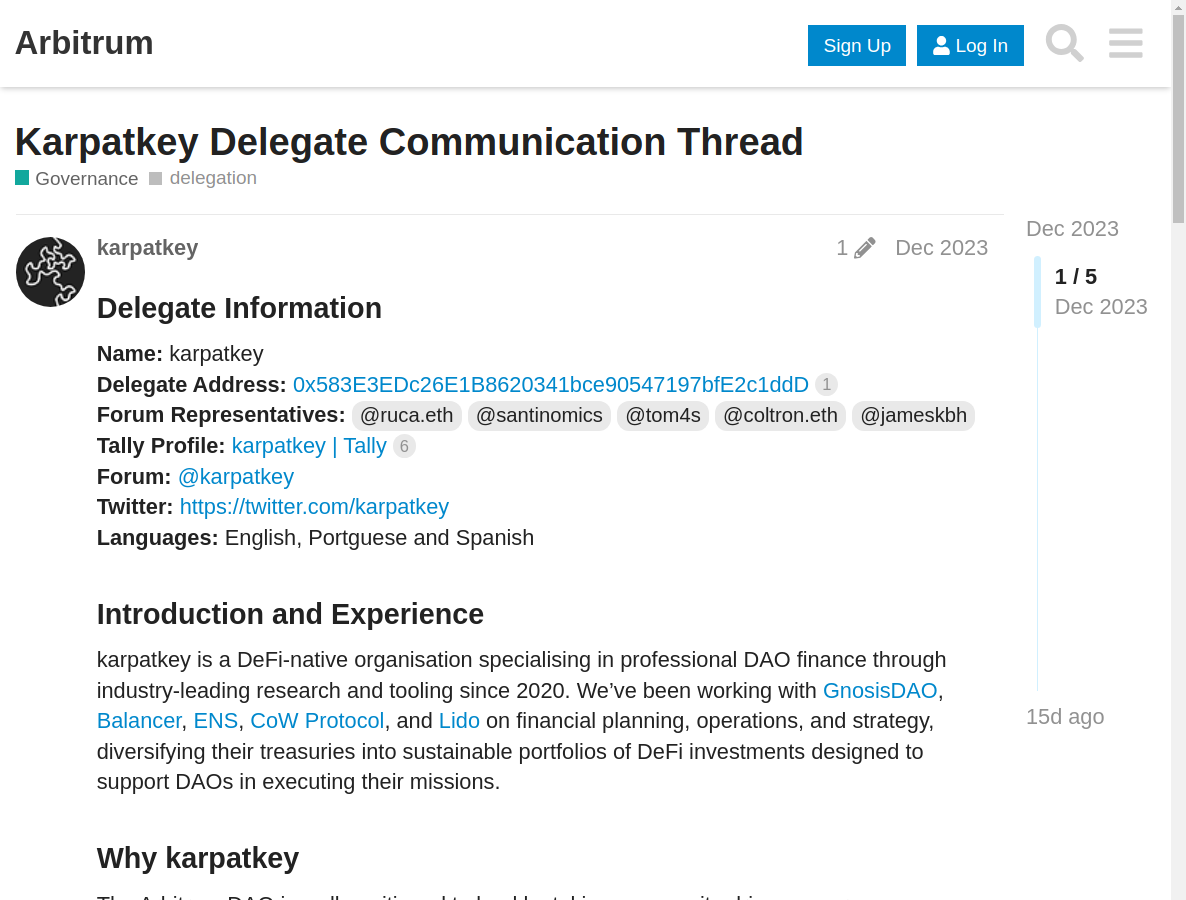 Arbitrum
Sign Up
Log In
Karpatkey Delegate Communication Thread
Governance
delegation
karpatkey
1
Dec 2023
Delegate Information
Name: karpatkey
Delegate Address: 0x583E3EDc26E1B8620341bce90547197bfE2c1ddD 1
Forum Representatives: @ruca.eth @santinomics @tom4s @coltron.eth @jameskbh
Tally Profile: karpatkey | Tally 6
Forum: @karpatkey
Twitter: https://twitter.com/karpatkey
Languages: English, Portguese and Spanish
Introduction and Experience
karpatkey is a DeFi-native organisation specialising in professional DAO finance through
industry-leading research and tooling since 2020. We’ve been working with GnosisDAO,
Balancer, ENS, CoW Protocol, and Lido on financial planning, operations, and strategy,
diversifying their treasuries into sustainable portfolios of DeFi investments designed to
support DAOs in executing their missions.
Why karpatkey
Dec 2023
1 / 5
Dec 2023
15d ago